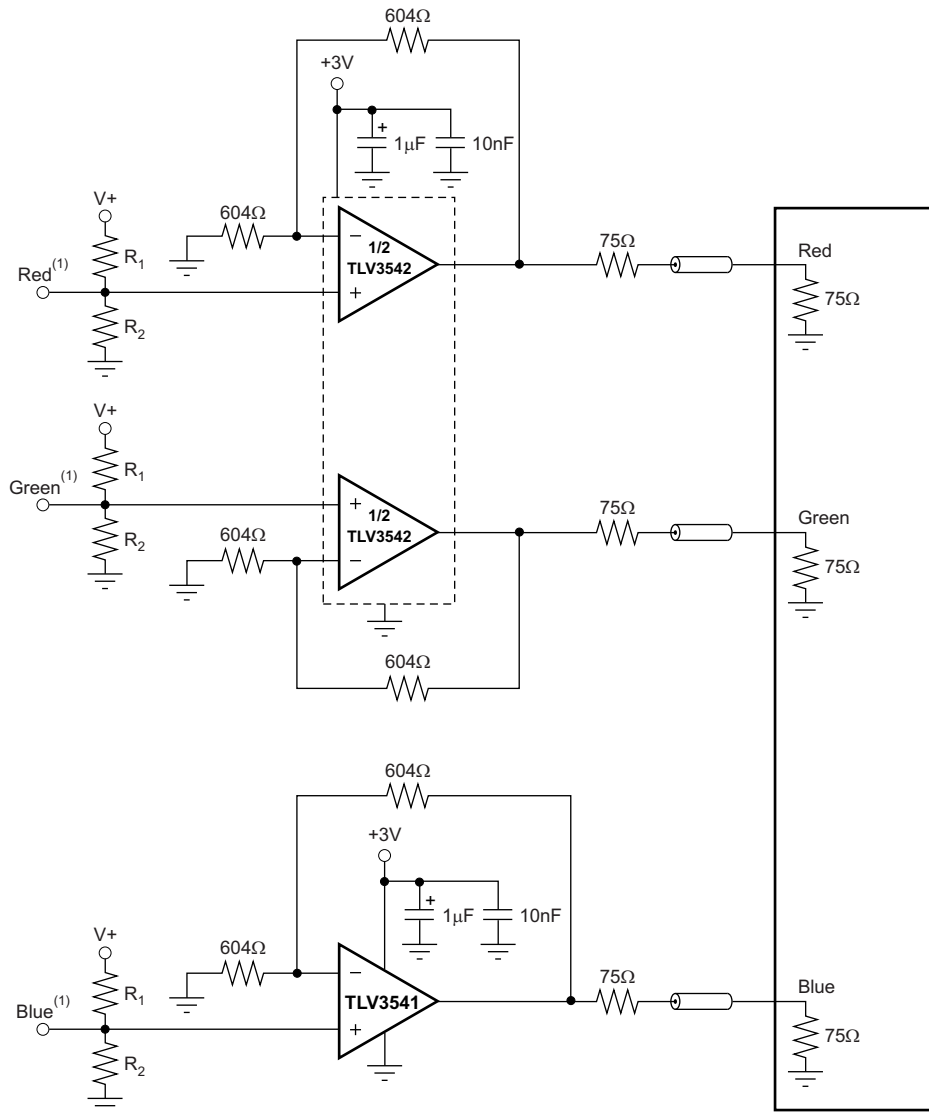 604Ω
+3V
+
1μF
10nF
V+
604Ω
R1
−
1/2
TLV3542
+
Red(1)
R2
75Ω
Red
75Ω
V+
R1
Green(1)
+
1/2
TLV3542
−
R2
604Ω
75Ω
Green
75Ω
604Ω
604Ω
+3V
+
1μF
10nF
V+
604Ω
R1
−
TLV3541
+
Blue(1)
R2
75Ω
Blue
75Ω